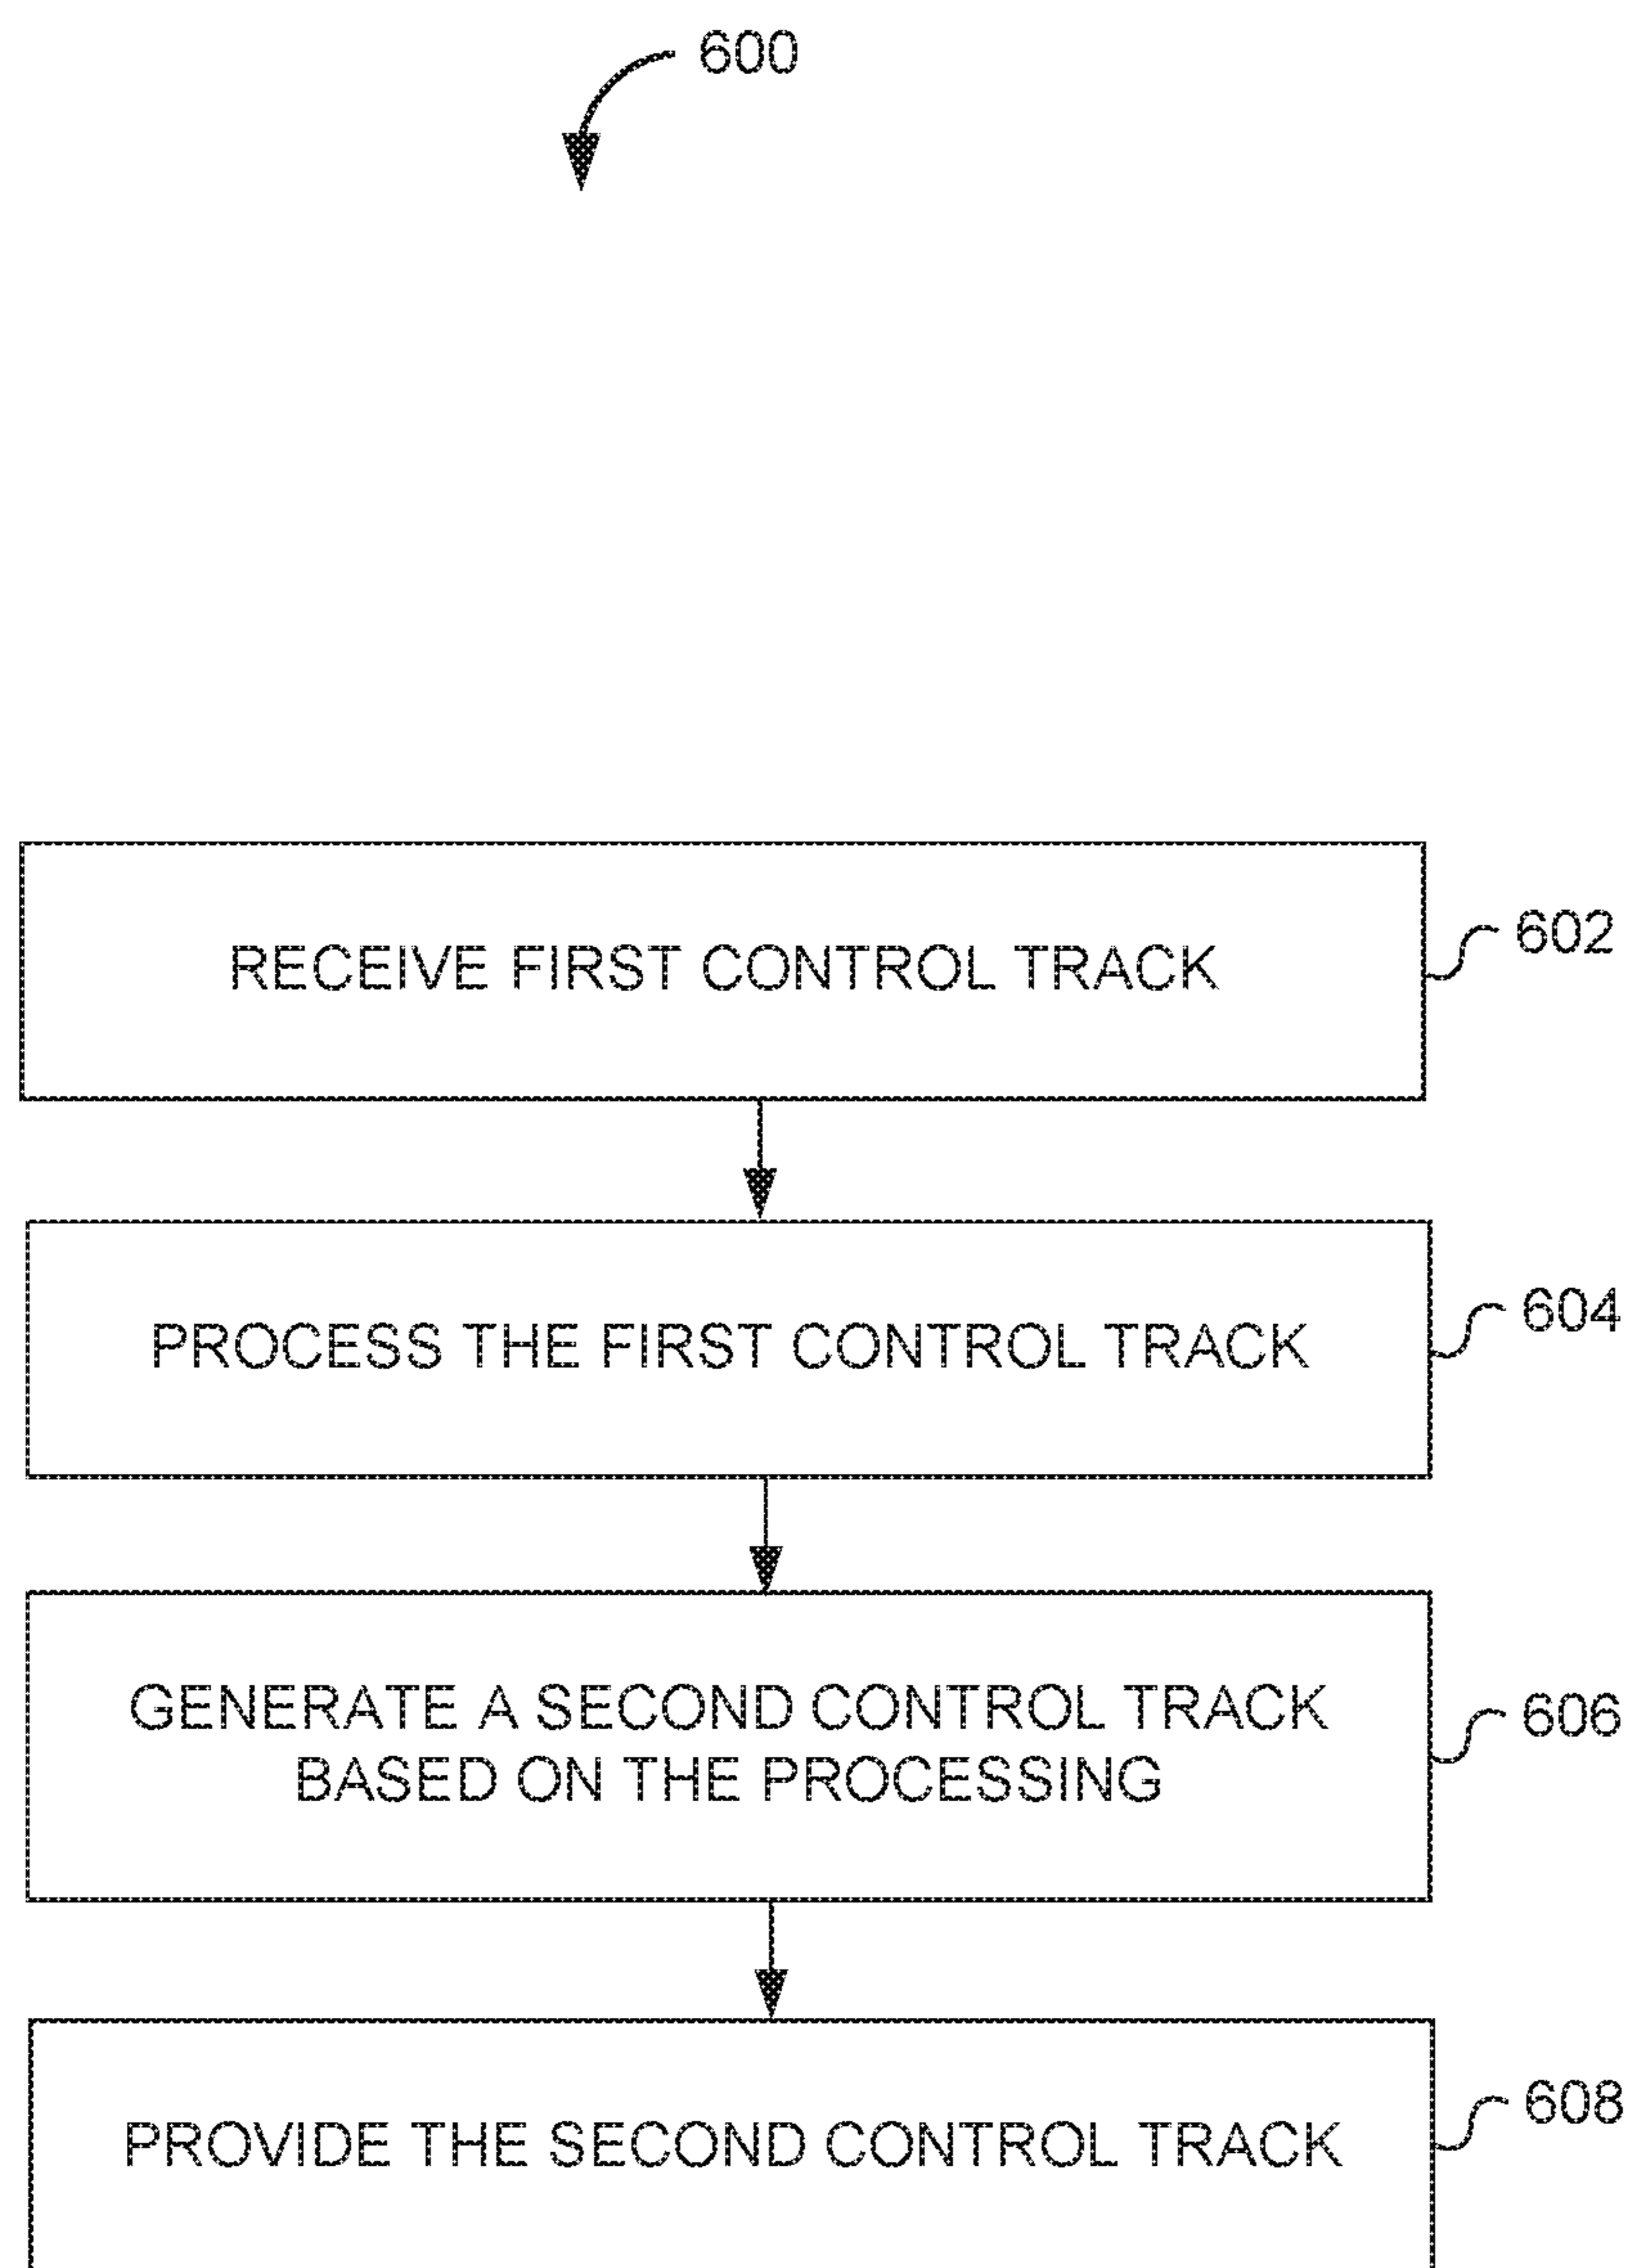 600
RECEIVE FIRST CONTROL TRACK
602
PROCESS THE FIRST CONTROL TRACK
604
GENERATE A SECOND CONTROL TRACK
BASED ON THE PROCESSING
606
PROVIDE THE SECOND CONTROL TRACK
608